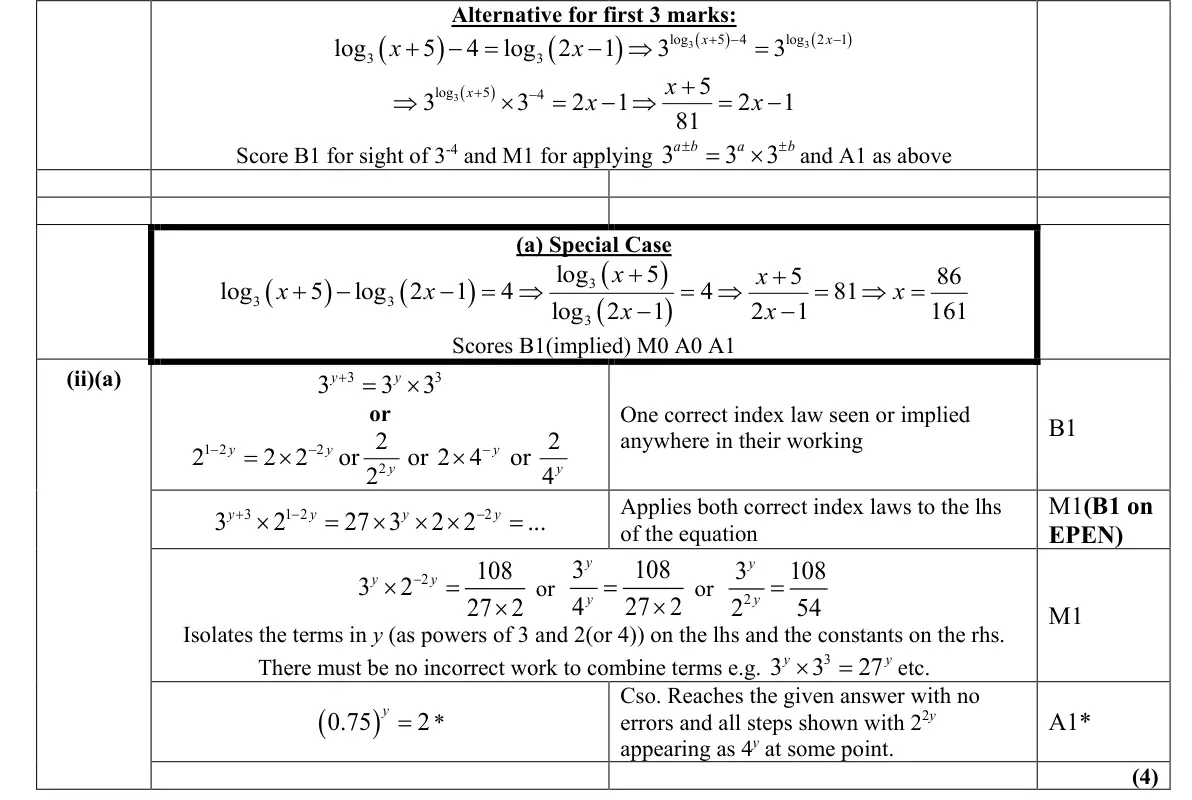 Alternative for first 3 marks:
log₃(x+5)−4 = log₃(2x−1) ⇒ 3^(log₃(x+5)−4) = 3^(log₃(2x−1))
⇒ 3^(log₃(x+5)) × 3⁻⁴ = 2x−1 ⇒ (x+5)/81 = 2x−1
Score B1 for sight of 3⁻⁴ and M1 for applying 3^(a±b) = 3^a × 3^(±b) and A1 as above
(a) Special Case
log₃(x+5) − log₃(2x−1) = 4 ⇒ log₃(x+5)/log₃(2x−1) = 4 ⇒ (x+5)/(2x−1) = 81 ⇒ x = 86/161
Scores B1(implied) M0 A0 A1
(ii)(a)
3^(y+3) = 3^y × 3³
or
2^(1−2y) = 2 × 2^(−2y) or 2/2^(2y) or 2 × 4^(−y) or 2/4^y
One correct index law seen or implied
anywhere in their working
B1
3^(y+3) × 2^(1−2y) = 27 × 3^y × 2 × 2^(−2y) = ...
Applies both correct index laws to the lhs
of the equation
M1(B1 on
EPEN)
3^y × 2^(−2y) = 108/(27×2) or 3^y/4^y = 108/(27×2) or 3^y/2^(2y) = 108/54
Isolates the terms in y (as powers of 3 and 2(or 4)) on the lhs and the constants on the rhs.
There must be no incorrect work to combine terms e.g. 3^y × 3³ = 27^y etc.
M1
(0.75)^y = 2 *
Cso. Reaches the given answer with no
errors and all steps shown with 2^(2y)
appearing as 4^y at some point.
A1*
(4)